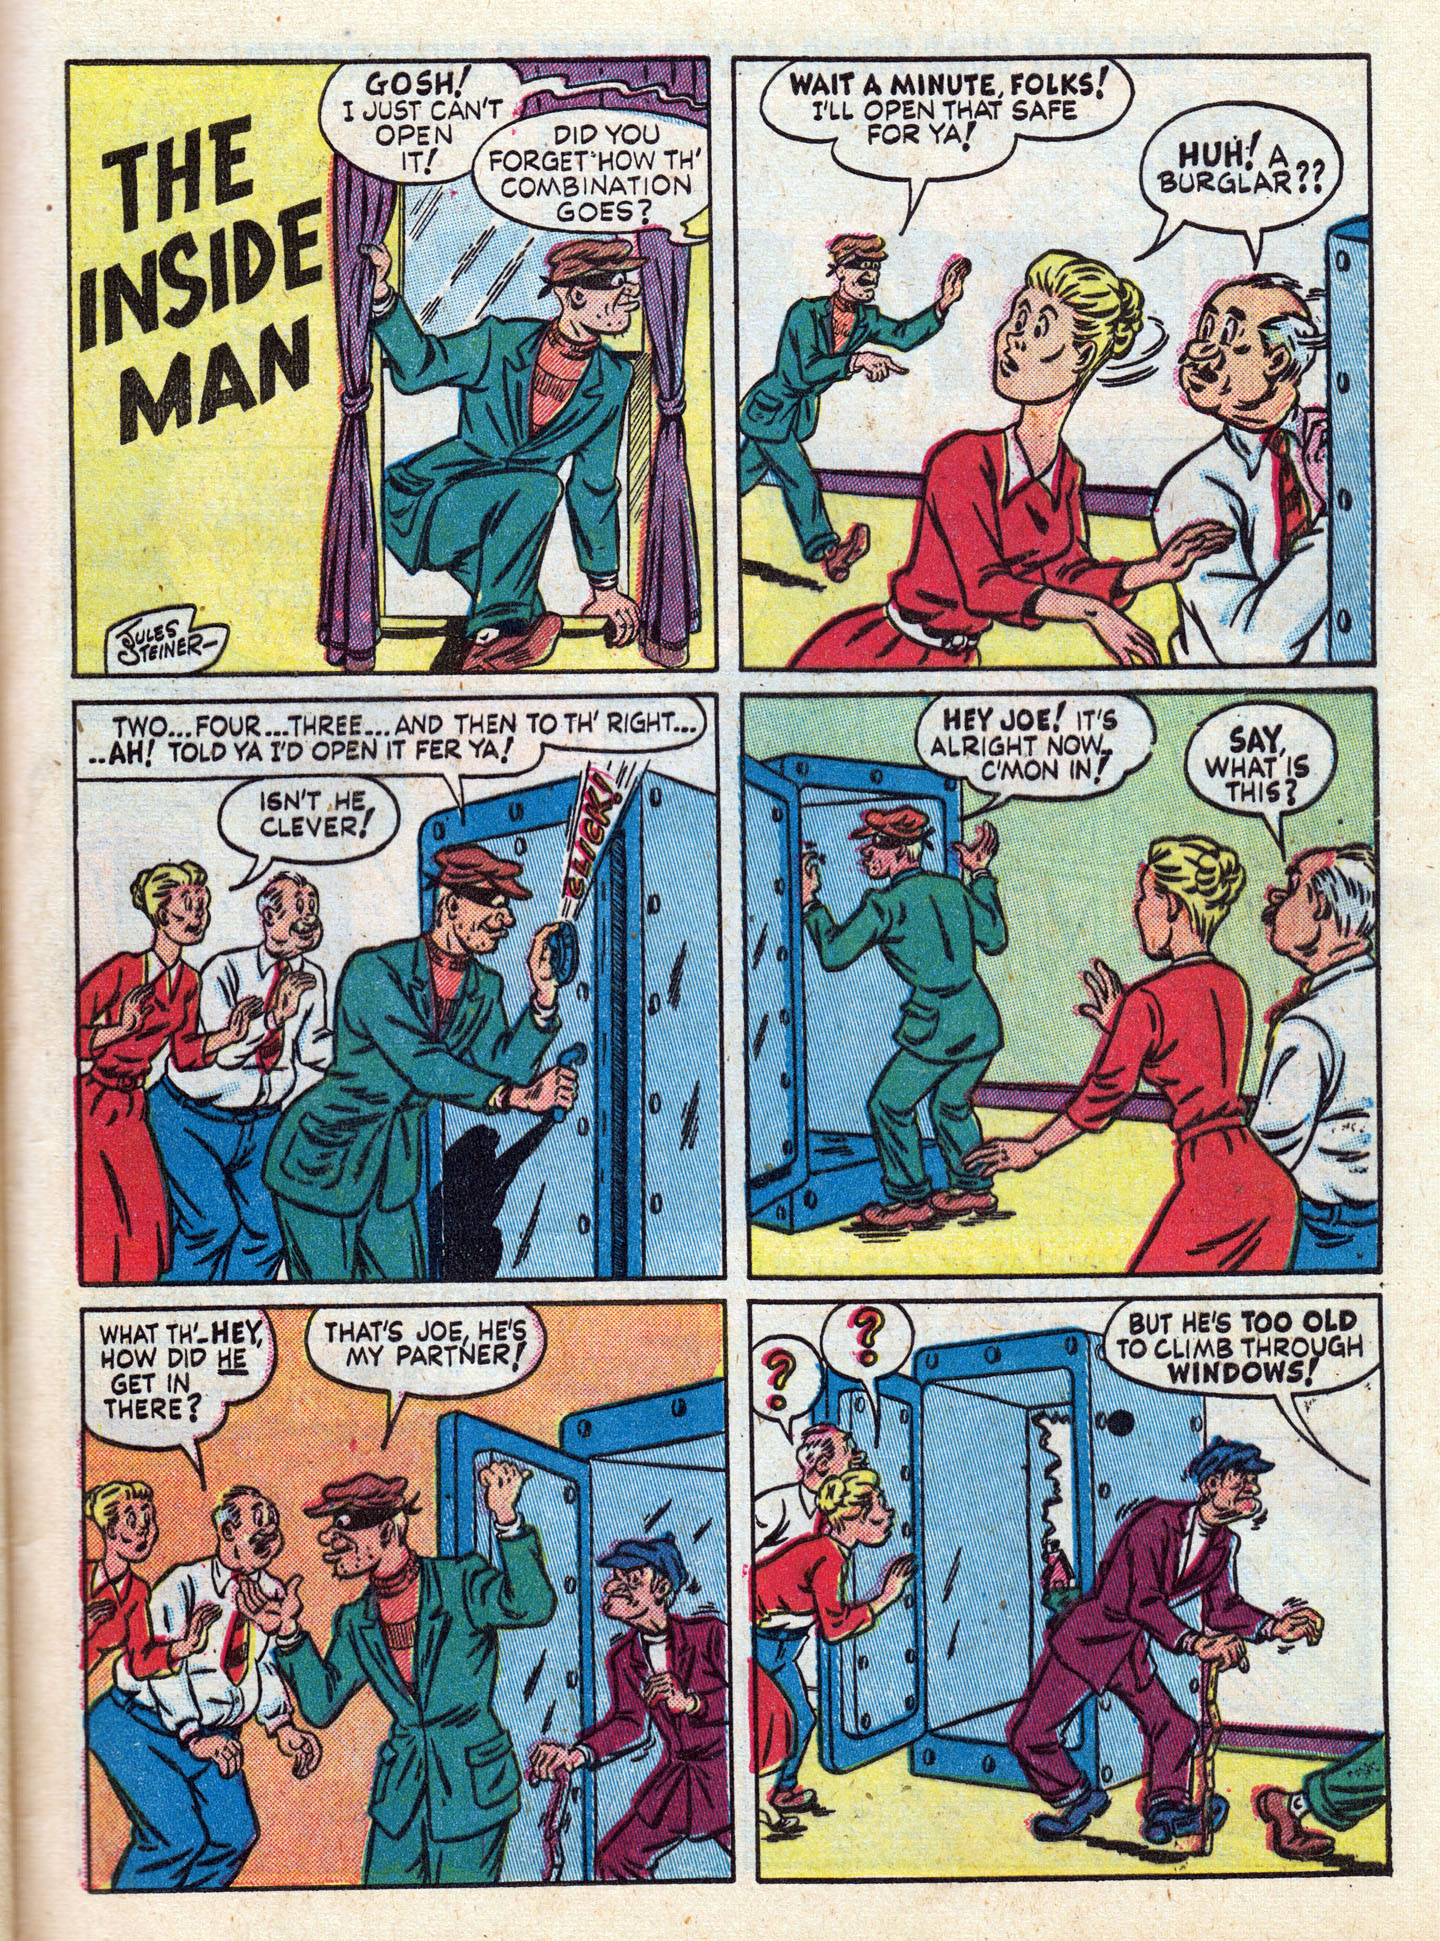 THE
INSIDE
MAN
JULES
STEINER
GOSH!
I JUST CAN'T
OPEN
IT!
DID YOU
FORGET HOW TH'
COMBINATION
GOES?
WAIT A MINUTE, FOLKS!
I'LL OPEN THAT SAFE
FOR YA!
HUH! A
BURGLAR??
TWO...FOUR...THREE....AND THEN TO TH' RIGHT...
..AH! TOLD YA I'D OPEN IT FER YA!
ISN'T HE
CLEVER!
CLICK!
HEY JOE! IT'S
ALRIGHT NOW,
C'MON IN!
SAY,
WHAT IS
THIS?
WHAT TH'-HEY,
HOW DID HE
GET IN
THERE?
THAT'S JOE, HE'S
MY PARTNER!
?
?
BUT HE'S TOO OLD
TO CLIMB THROUGH
WINDOWS!